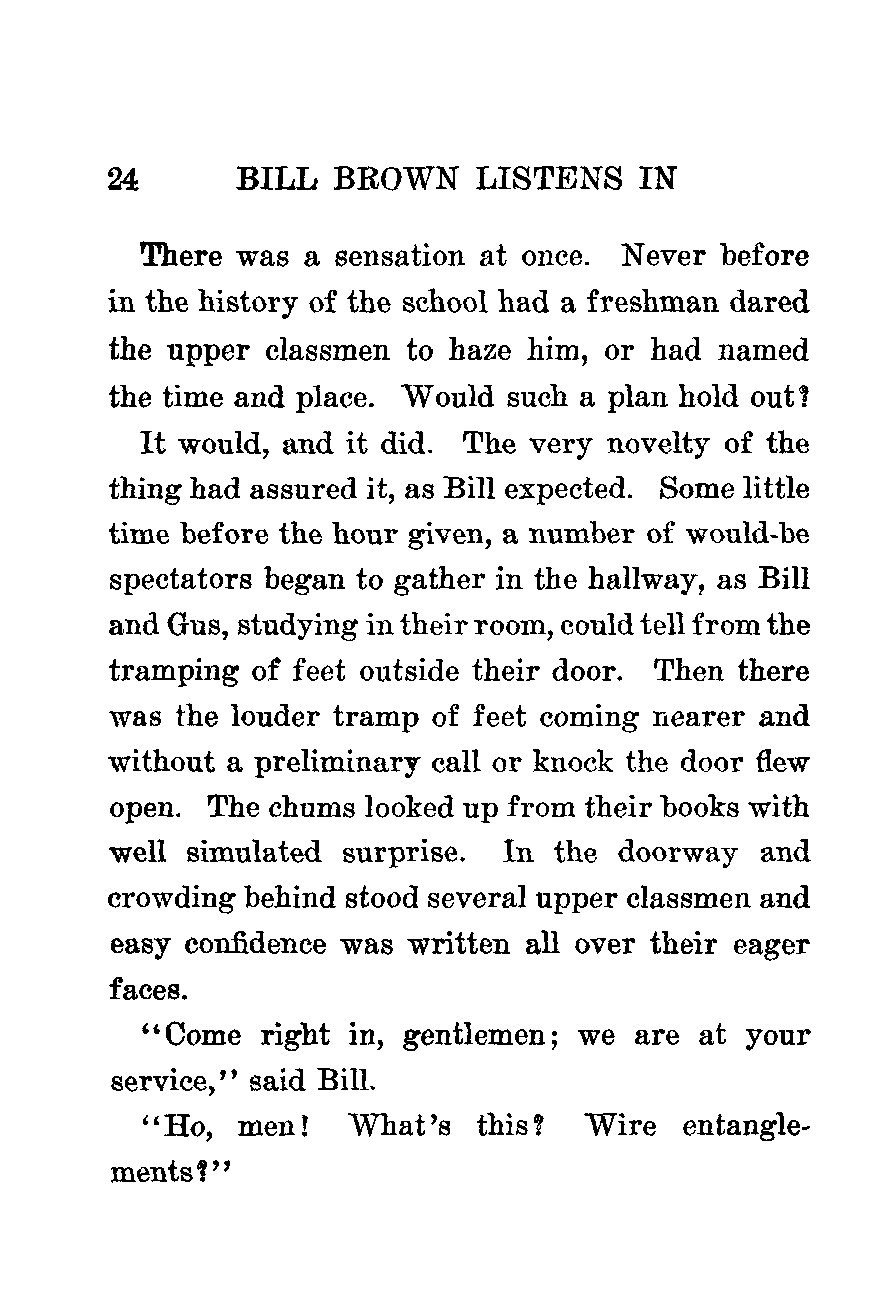 24 BILL BROWN LISTENS IN
There was a sensation at once. Never before
in the history of the school had a freshman dared
the upper classmen to haze him, or had named
the time and place. Would such a plan hold out?
It would, and it did. The very novelty of the
thing had assured it, as Bill expected. Some little
time before the hour given, a number of would-be
spectators began to gather in the hallway, as Bill
and Gus, studying in their room, could tell from the
tramping of feet outside their door. Then there
was the louder tramp of feet coming nearer and
without a preliminary call or knock the door flew
open. The chums looked up from their books with
well simulated surprise. In the doorway and
crowding behind stood several upper classmen and
easy confidence was written all over their eager
faces.
"Come right in, gentlemen; we are at your
service," said Bill.
"Ho, men! What's this? Wire entangle-
ments?"